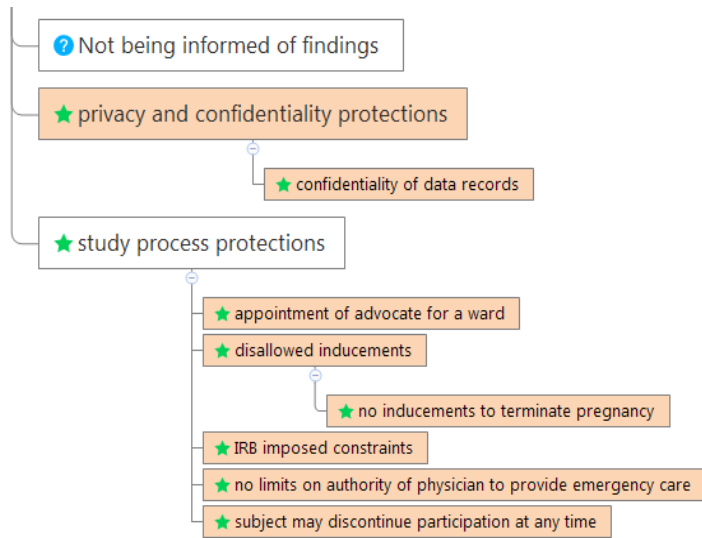 Not being informed of findings
privacy and confidentiality protections
confidentiality of data records
study process protections
appointment of advocate for a ward
disallowed inducements
no inducements to terminate pregnancy
IRB imposed constraints
no limits on authority of physician to provide emergency care
subject may discontinue participation at any time